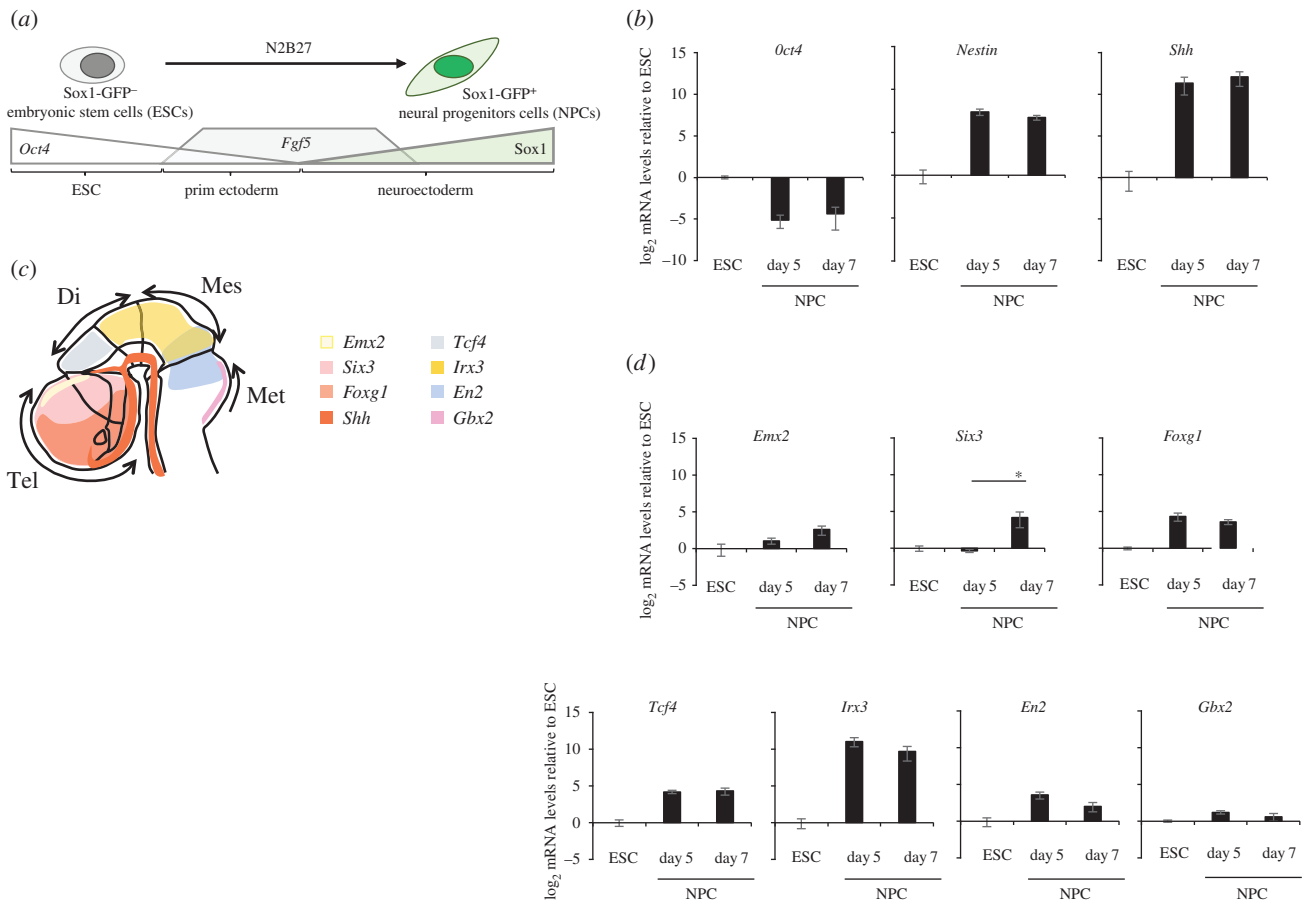 (a)
N2B27
Sox1-GFP–
embryonic stem cells (ESCs)
Sox1-GFP+
neural progenitors cells (NPCs)
Oct4
Fgf5
Sox1
ESC
prim ectoderm
neuroectoderm
(b)
log2 mRNA levels relative to ESC
15
10
5
0
–5
–10
0ct4
ESC
day 5
day 7
NPC
Nestin
ESC
day 5
day 7
NPC
Shh
ESC
day 5
day 7
NPC
(c)
Di
Mes
Met
Tel
Emx2
Six3
Foxg1
Shh
Tcf4
Irx3
En2
Gbx2
(d)
log2 mRNA levels relative to ESC
15
10
5
0
–5
Emx2
ESC
day 5
day 7
NPC
Six3
*
ESC
day 5
day 7
NPC
Foxg1
ESC
day 5
day 7
NPC
log2 mRNA levels relative to ESC
15
10
5
0
–5
Tcf4
ESC
day 5
day 7
NPC
Irx3
ESC
day 5
day 7
NPC
En2
ESC
day 5
day 7
NPC
Gbx2
ESC
day 5
day 7
NPC